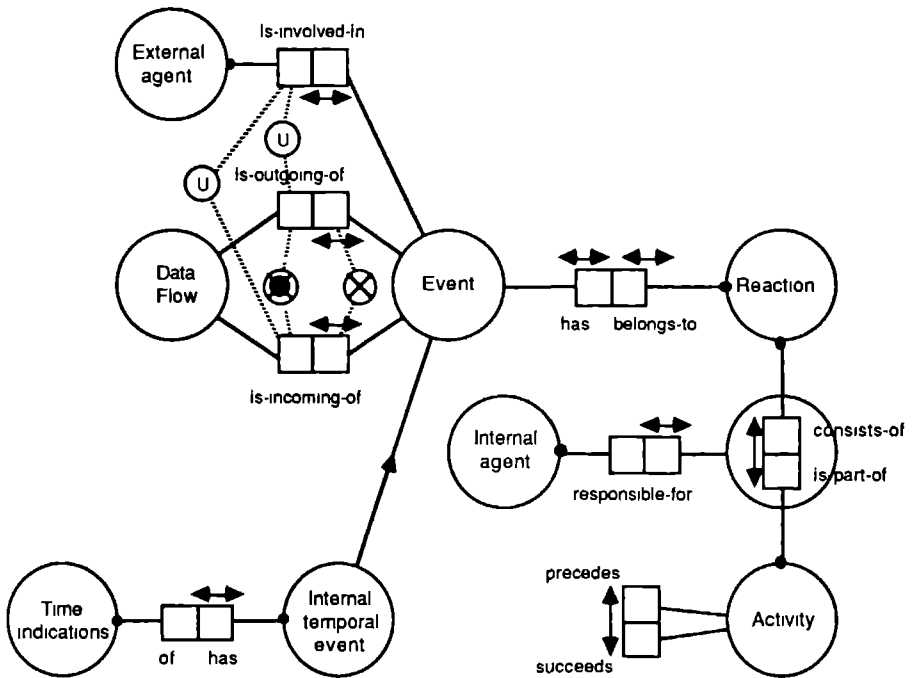 Is-involved-in
External
agent
U
U
Is-outgoing-of
Data
Flow
Event
Reaction
has belongs-to
is-incoming-of
Internal
agent
consists-of
is-part-of
responsible-for
precedes
Time
indications
Internal
temporal
event
Activity
of has
succeeds